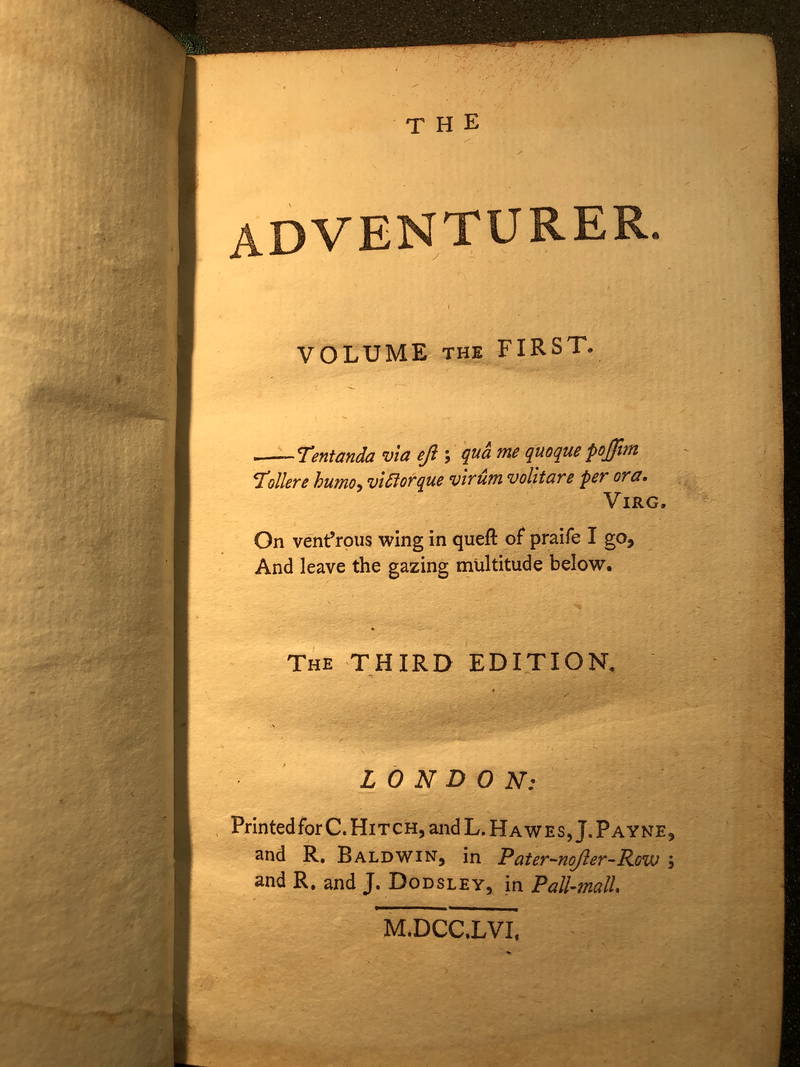 THE
ADVENTURER.
VOLUME THE FIRST.
——Tentanda via eſt ; quâ me quoque poſſim
Tollere humo, victorque virûm volitare per ora.
VIRG.
On vent'rous wing in queſt of praiſe I go,
And leave the gazing multitude below.
THE THIRD EDITION.
LONDON:
Printed for C. HITCH, and L. HAWES, J. PAYNE,
and R. BALDWIN, in Pater-noſter-Row ;
and R. and J. DODSLEY, in Pall-mall.
M.DCC.LVI.